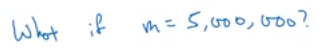 What if m = 5,000,000?